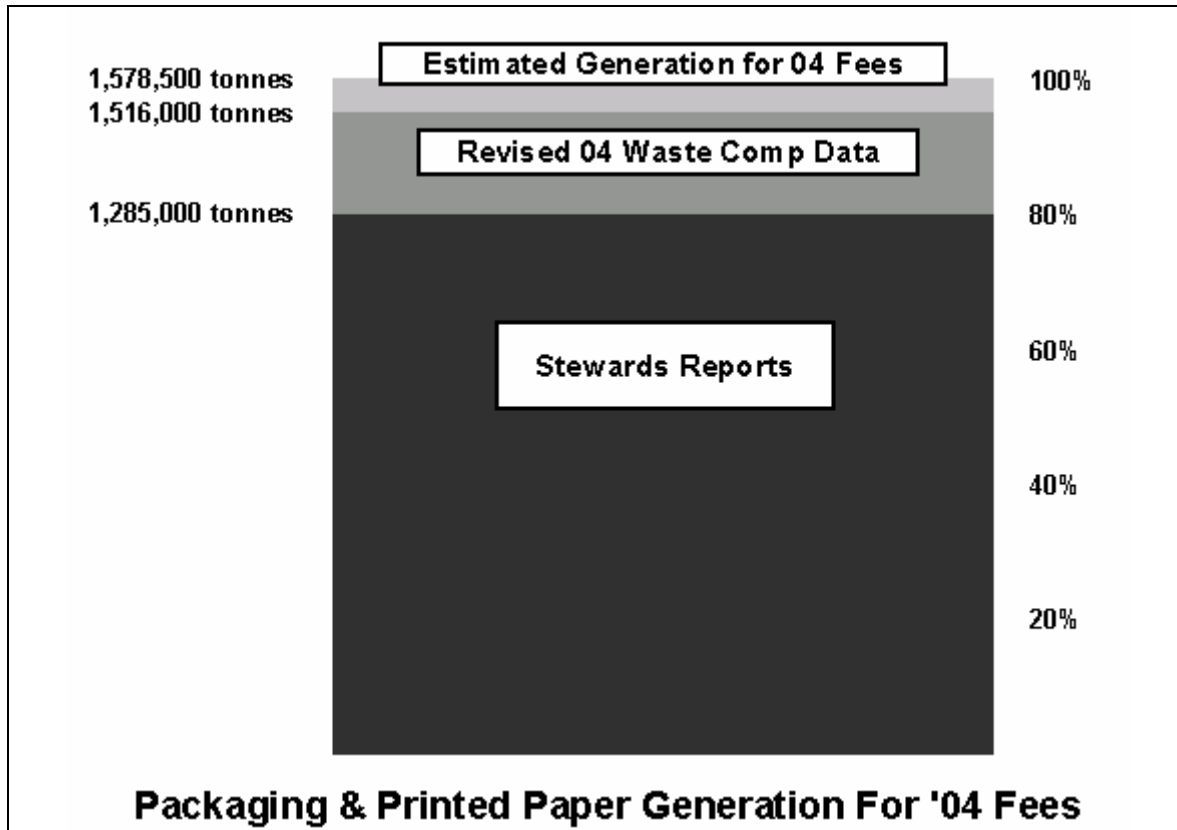 Estimated Generation for 04 Fees
1,578,500 tonnes
100%
1,516,000 tonnes
Revised 04 Waste Comp Data
1,285,000 tonnes
80%
Stewards Reports
60%
40%
20%
Packaging & Printed Paper Generation For '04 Fees